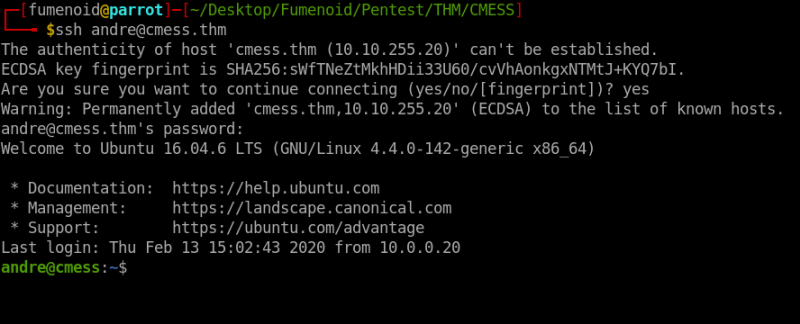 ┌─[fumenoid@parrot]─[~/Desktop/Fumenoid/Pentest/THM/CMESS]
└──╼ $ssh andre@cmess.thm
The authenticity of host 'cmess.thm (10.10.255.20)' can't be established.
ECDSA key fingerprint is SHA256:sWfTNeZtMkhHDii33U60/cvVhAonkgxNTMtJ+KYQ7bI.
Are you sure you want to continue connecting (yes/no/[fingerprint])? yes
Warning: Permanently added 'cmess.thm,10.10.255.20' (ECDSA) to the list of known hosts.
andre@cmess.thm's password:
Welcome to Ubuntu 16.04.6 LTS (GNU/Linux 4.4.0-142-generic x86_64)

 * Documentation:  https://help.ubuntu.com
 * Management:     https://landscape.canonical.com
 * Support:        https://ubuntu.com/advantage
Last login: Thu Feb 13 15:02:43 2020 from 10.0.0.20
andre@cmess:~$